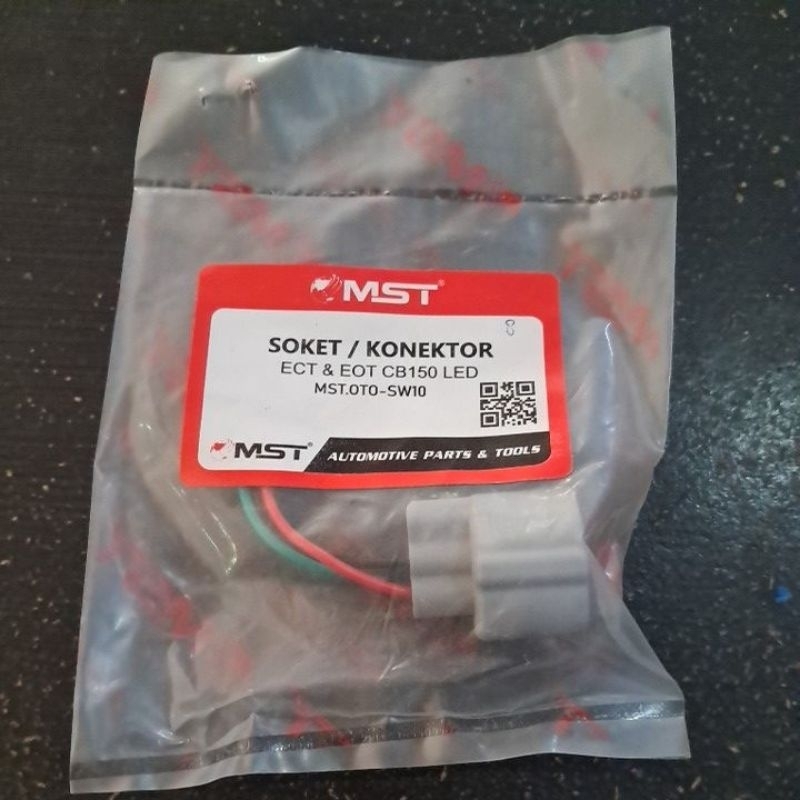 MST®
SOKET / KONEKTOR
ECT & EOT CB150 LED
MST.OTO-SW10
MST®
AUTOMOTIVE PARTS & TOOLS